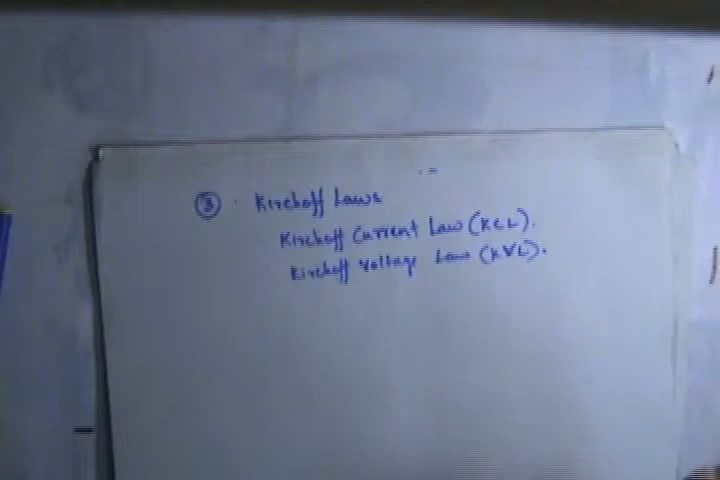 ③ Kirchoff Laws
Kirchoff Current Law (KCL).
Kirchoff Voltage Law (KVL).